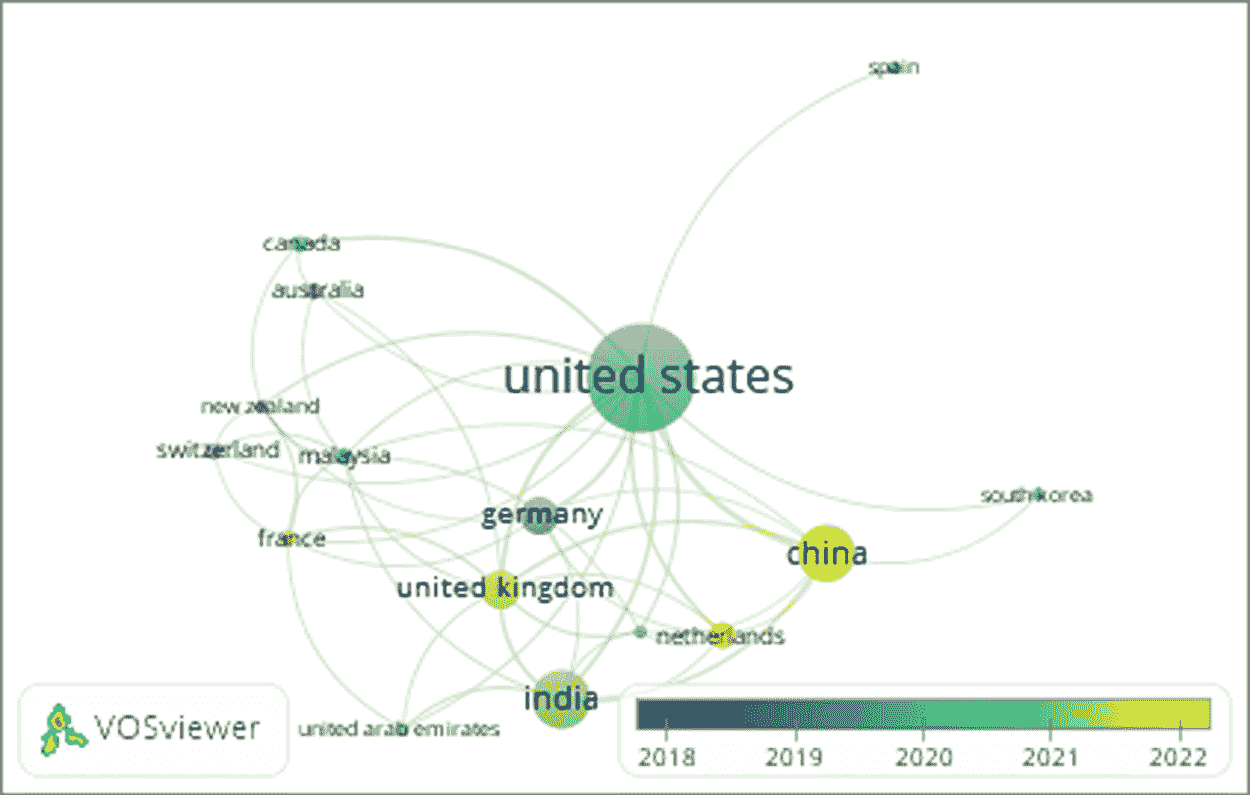 spain
canada
australia
united states
new zealand
switzerland
malaysia
south korea
germany
france
china
united kingdom
netherlands
india
united arab emirates
VOSviewer
2018 2019 2020 2021 2022